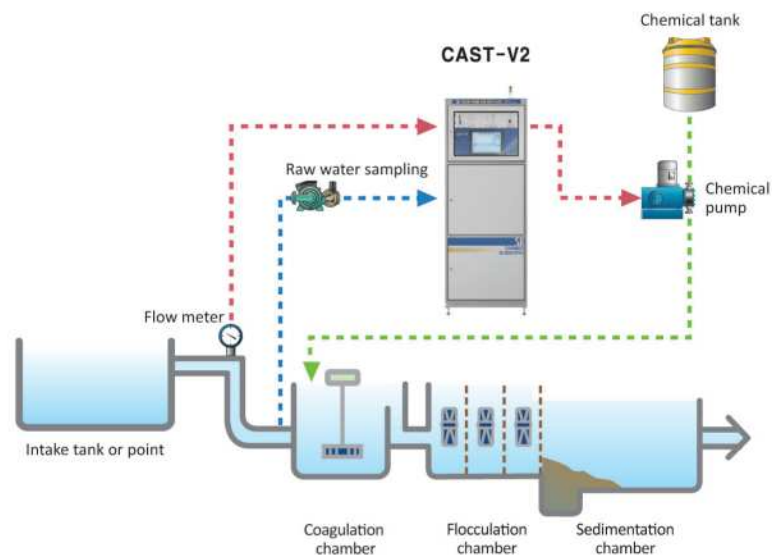 Chemical tank
CAST-V2
Raw water sampling
Chemical
pump
Flow meter
Intake tank or point
Coagulation
chamber
Flocculation
chamber
Sedimentation
chamber